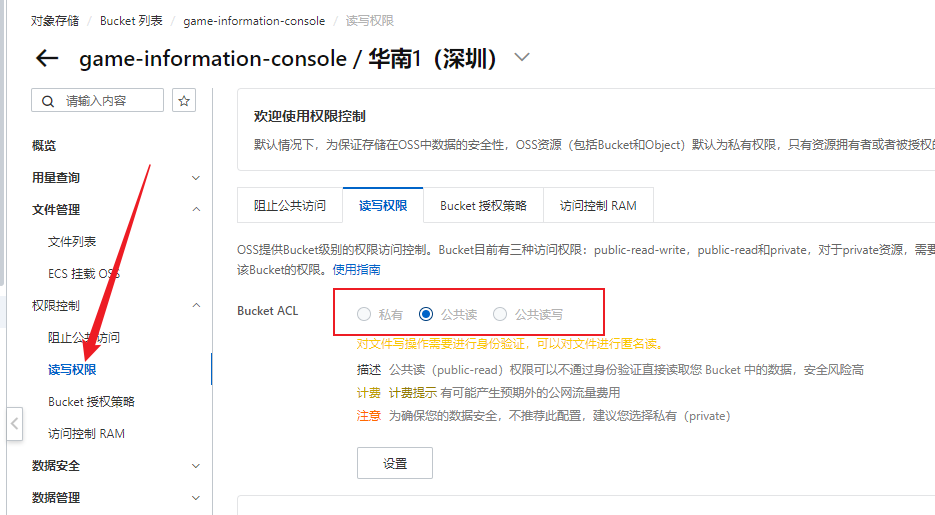 对象存储 / Bucket 列表 / game-information-console / 读写权限
game-information-console / 华南1（深圳）
请输入内容
概览
用量查询
文件管理
文件列表
ECS 挂载 OSS
权限控制
阻止公共访问
读写权限
Bucket 授权策略
访问控制 RAM
数据安全
数据管理
欢迎使用权限控制
默认情况下，为保证存储在OSS中数据的安全性，OSS资源（包括Bucket和Object）默认为私有权限，只有资源拥有者或者被授权的
阻止公共访问
读写权限
Bucket 授权策略
访问控制 RAM
OSS提供Bucket级别的权限访问控制。Bucket目前有三种访问权限：public-read-write，public-read和private，对于private资源，需要
该Bucket的权限。使用指南
Bucket ACL
私有 公共读 公共读写
对文件写操作需要进行身份验证，可以对文件进行匿名读。
描述 公共读（public-read）权限可以不通过身份验证直接读取您 Bucket 中的数据，安全风险高
计费 计费提示 有可能产生预期外的公网流量费用
注意 为确保您的数据安全，不推荐此配置，建议您选择私有（private）
设置